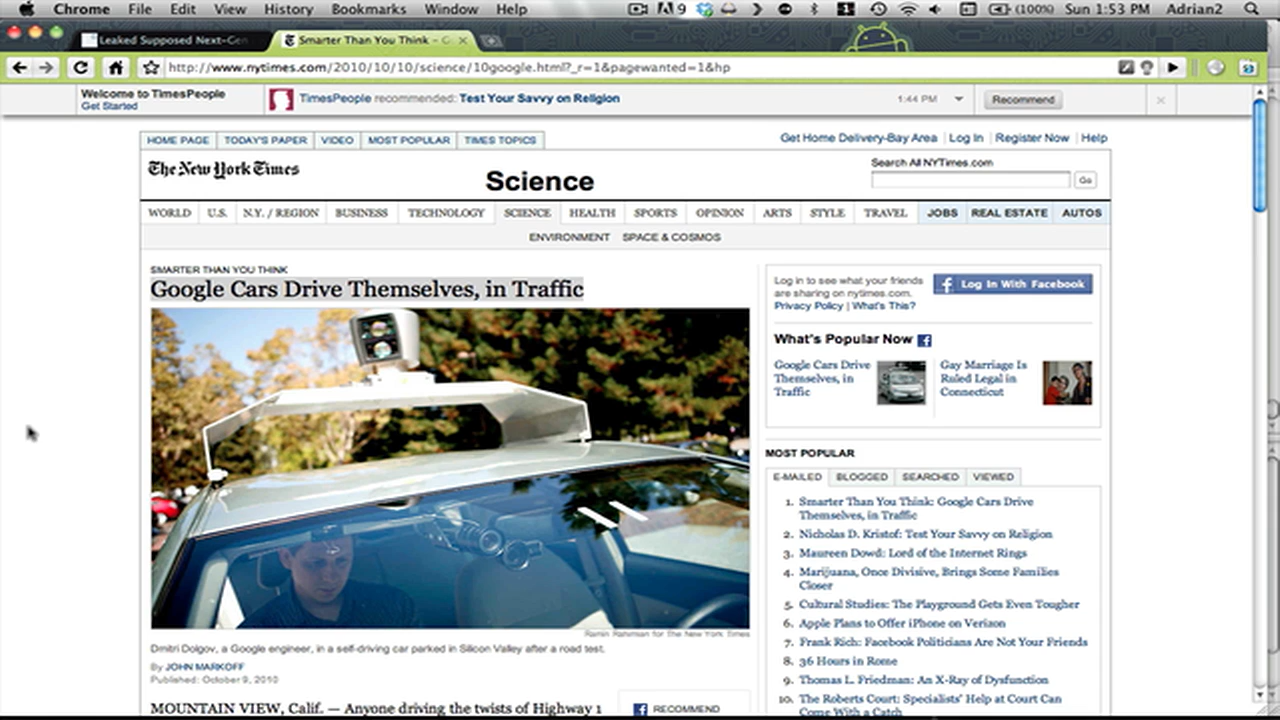 Chrome File Edit View History Bookmarks Window Help 9 (100%) Sun 1:53 PM Adrian2
Leaked Supposed Next-Gen
Smarter Than You Think – G
http://www.nytimes.com/2010/10/10/science/10google.html?_r=1&pagewanted=1&hp
Welcome to TimesPeople
Get Started
TimesPeople recommended: Test Your Savvy on Religion
1:44 PM
Recommend
HOME PAGE TODAY'S PAPER VIDEO MOST POPULAR TIMES TOPICS
Get Home Delivery-Bay Area Log In Register Now Help
The New York Times
Science
Search All NYTimes.com
Go
WORLD U.S. N.Y. / REGION BUSINESS TECHNOLOGY SCIENCE HEALTH SPORTS OPINION ARTS STYLE TRAVEL JOBS REAL ESTATE AUTOS
ENVIRONMENT SPACE & COSMOS
SMARTER THAN YOU THINK
Google Cars Drive Themselves, in Traffic
Ramin Rahimian for The New York Times
Dmitri Dolgov, a Google engineer, in a self-driving car parked in Silicon Valley after a road test.
By JOHN MARKOFF
Published: October 9, 2010
MOUNTAIN VIEW, Calif. — Anyone driving the twists of Highway 1
RECOMMEND
Log in to see what your friends
are sharing on nytimes.com.
Privacy Policy | What's This?
Log In With Facebook
What's Popular Now
Google Cars Drive
Themselves, in
Traffic
Gay Marriage Is
Ruled Legal in
Connecticut
MOST POPULAR
E-MAILED BLOGGED SEARCHED VIEWED
1. Smarter Than You Think: Google Cars Drive
Themselves, in Traffic
2. Nicholas D. Kristof: Test Your Savvy on Religion
3. Maureen Dowd: Lord of the Internet Rings
4. Marijuana, Once Divisive, Brings Some Families
Closer
5. Cultural Studies: The Playground Gets Even Tougher
6. Apple Plans to Offer iPhone on Verizon
7. Frank Rich: Facebook Politicians Are Not Your Friends
8. 36 Hours in Rome
9. Thomas L. Friedman: An X-Ray of Dysfunction
10. The Roberts Court: Specialists' Help at Court Can
Come With a Catch